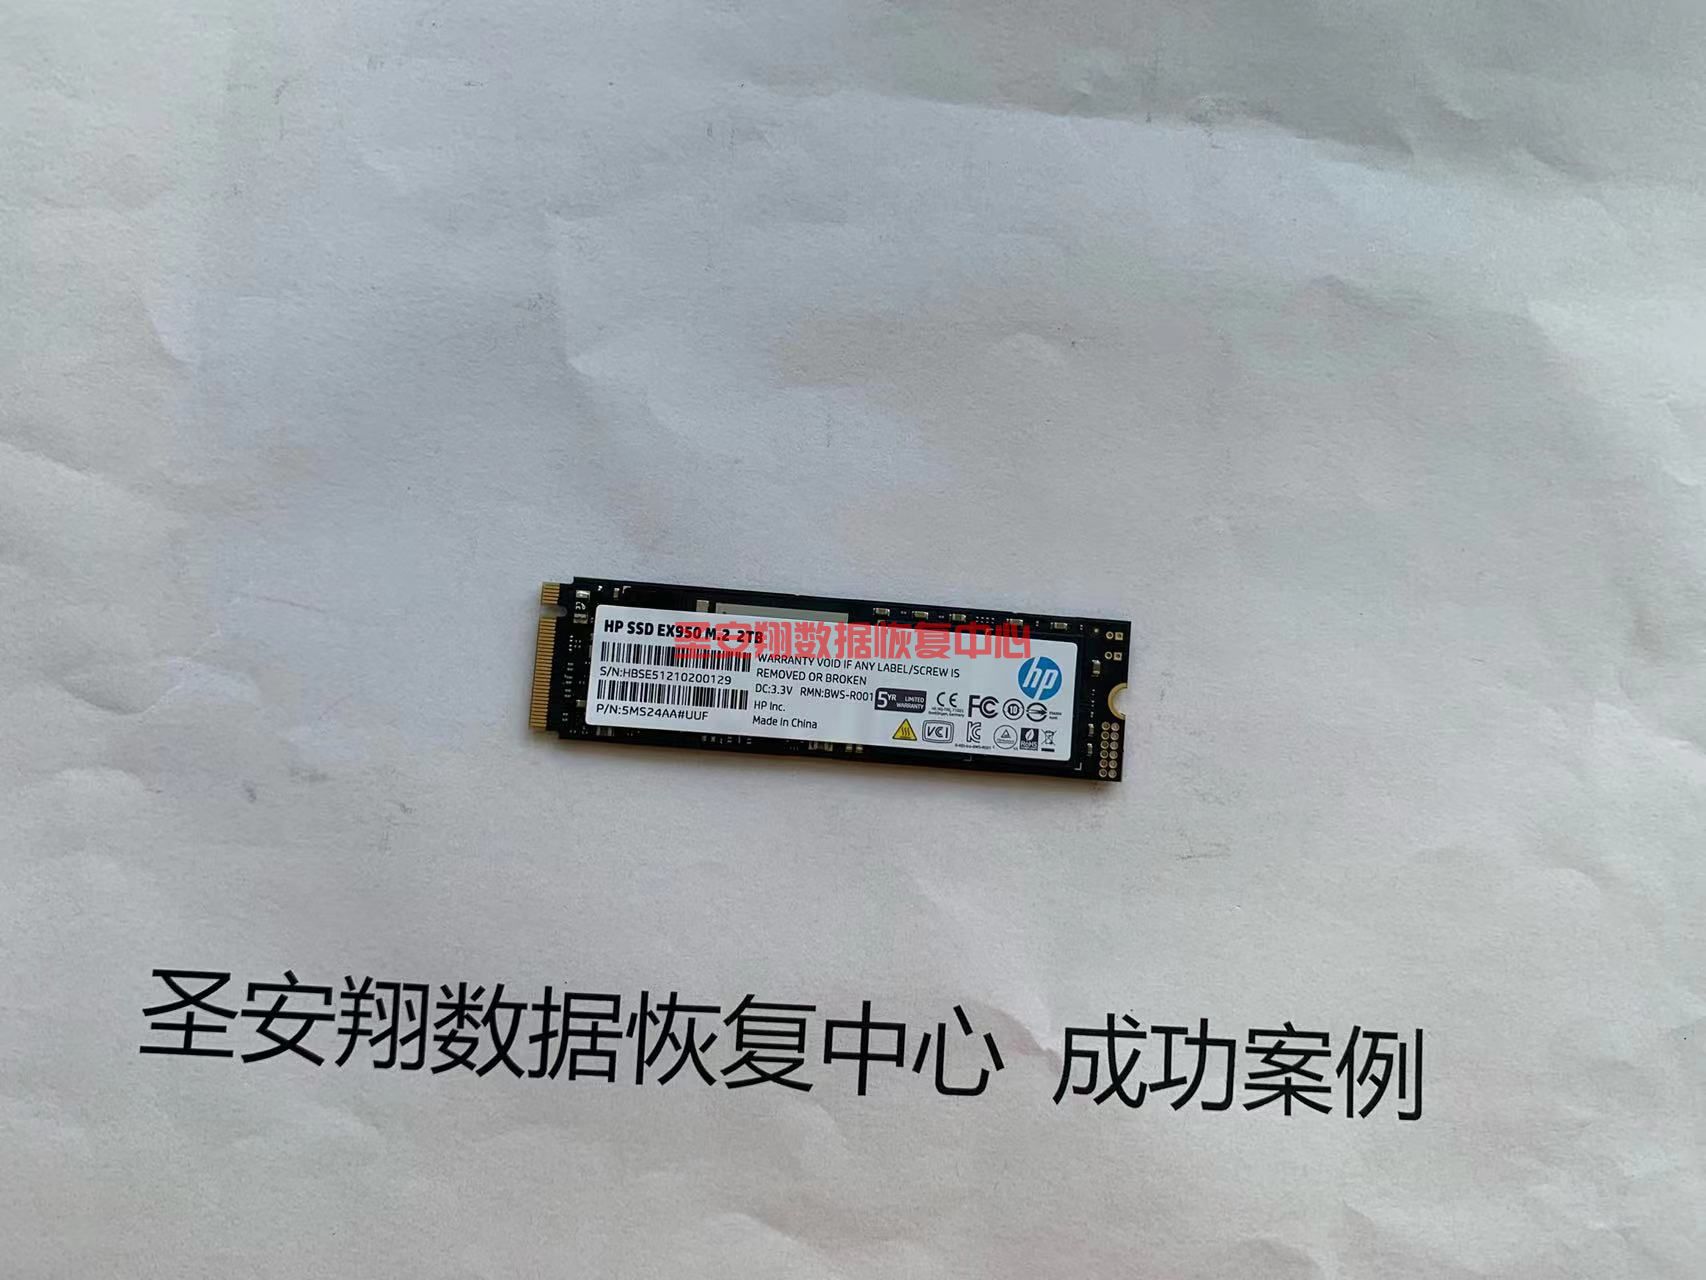 HP SSD EX950 M.2 2TB
圣安翔数据恢复中心
S/N:HBSE51210200129
P/N:5MS24AA#UUF
WARRANTY VOID IF ANY LABEL/SCREW IS
REMOVED OR BROKEN
DC:3.3V RMN:BWS-R001
HP Inc.
Made in China
5YR LIMITED WARRANTY
CE
FC
hp
VCI
RoHS
圣安翔数据恢复中心 成功案例